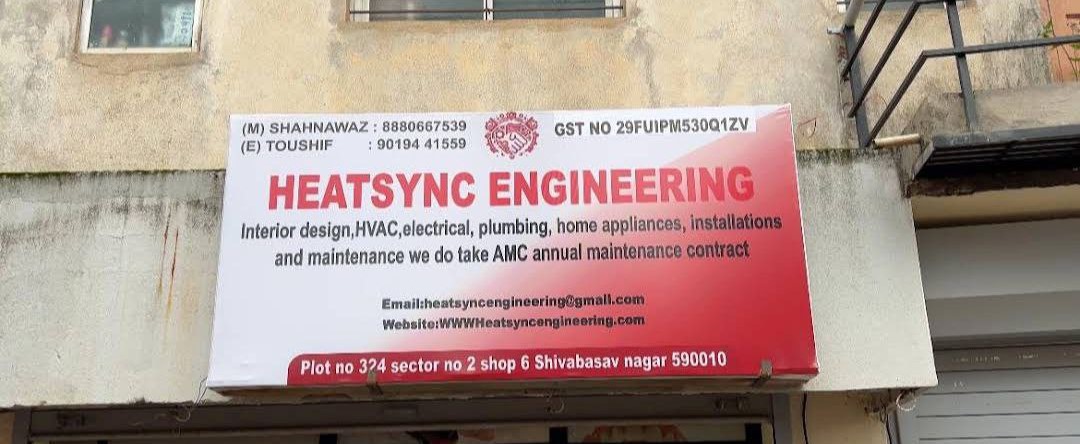 (M) SHAHNAWAZ : 8880667539
(E) TOUSHIF : 90194 41559
GST NO 29FUIPM530Q1ZV
HEATSYNC ENGINEERING
Interior design,HVAC,electrical, plumbing, home appliances, installations
and maintenance we do take AMC annual maintenance contract
Email:heatsyncengineering@gmail.com
Website:WWWHeatsyncengineering.com
Plot no 324 sector no 2 shop 6 Shivabasav nagar 590010